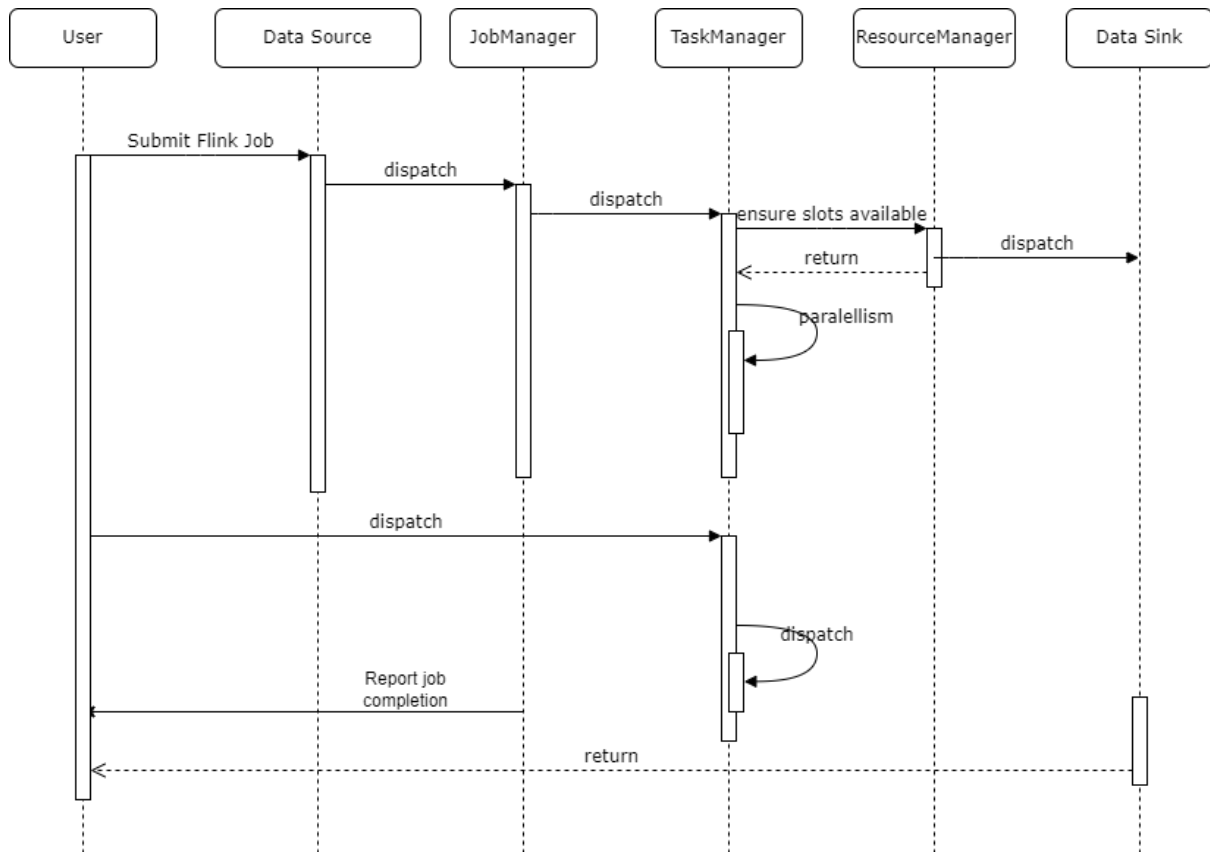 User
Data Source
JobManager
TaskManager
ResourceManager
Data Sink
Submit Flink Job
dispatch
dispatch
ensure slots available
dispatch
return
paralellism
dispatch
dispatch
Report job
completion
return